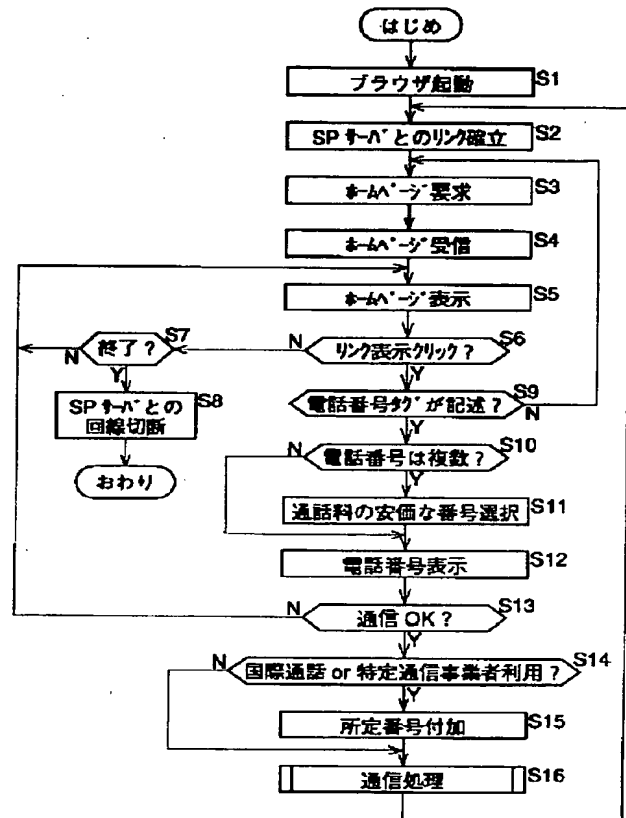 はじめ
ブラウザ起動 S1
SPサーバとのリンク確立 S2
ホームページ要求 S3
ホームページ受信 S4
ホームページ表示 S5
リンク表示クリック? S6
N
Y
終了? S7
N
Y
SPサーバとの
回線切断 S8
おわり
電話番号タグが記述? S9
N
Y
電話番号は複数? S10
N
Y
通話料の安価な番号選択 S11
電話番号表示 S12
通信OK? S13
N
Y
国際通話 or 特定通信事業者利用? S14
N
Y
所定番号付加 S15
通信処理 S16